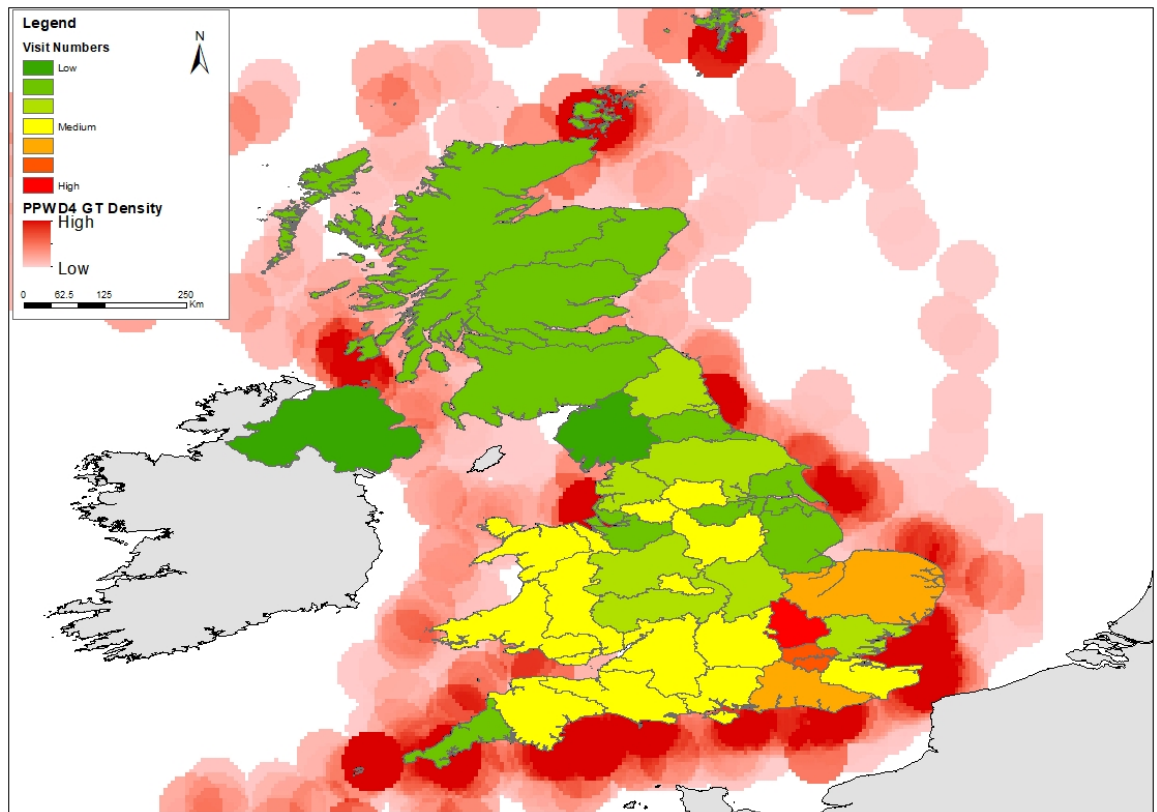 Legend
Visit Numbers
N
Low
Medium
High
PPWD4 GT Density
High
Low
0 62.5 125 250
Km